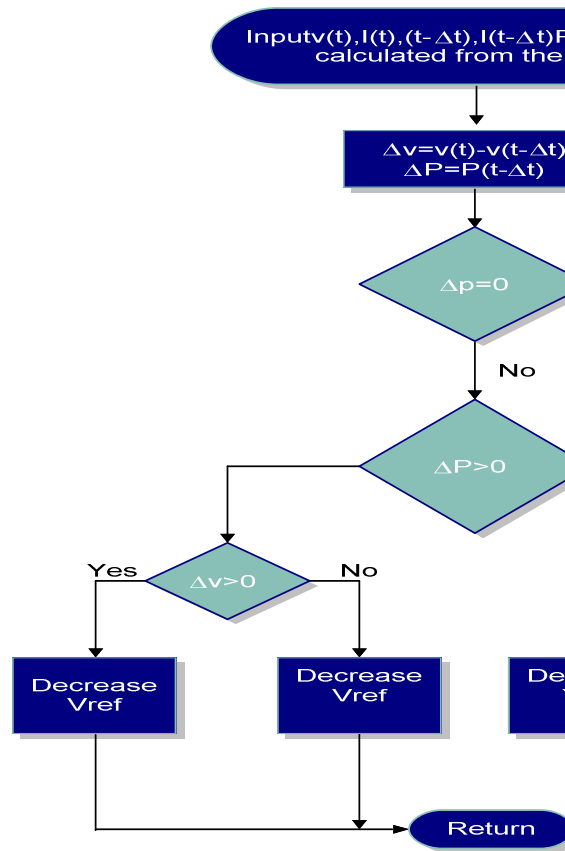 Inputv(t),I(t),(t-Δt),I(t-Δt)P
calculated from the
Δv=v(t)-v(t-Δt)
ΔP=P(t-Δt)
Δp=0
No
ΔP>0
Yes
Δv>0
No
Decrease
Vref
Decrease
Vref
De
Return